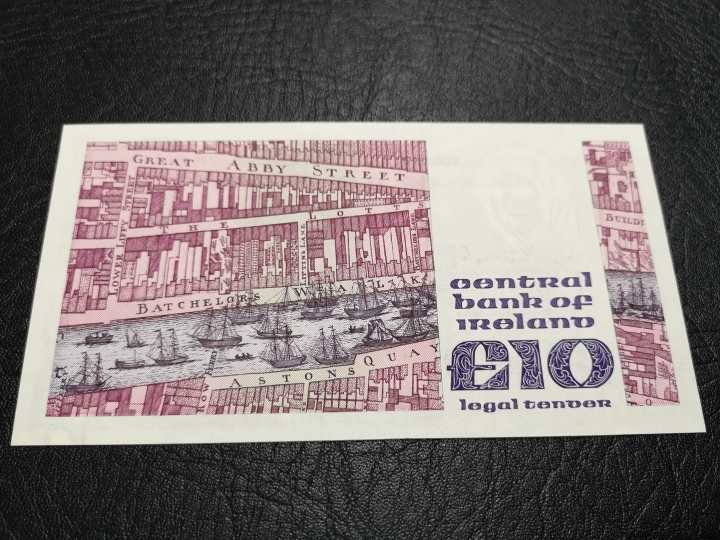 GREAT ABBY STREET
THE LOTTS
LOWER LIFFY STREET
BATCHELORS WALK
ASTONS QUAY
BUILDI
central
bank of
ireland
£10
legal tender